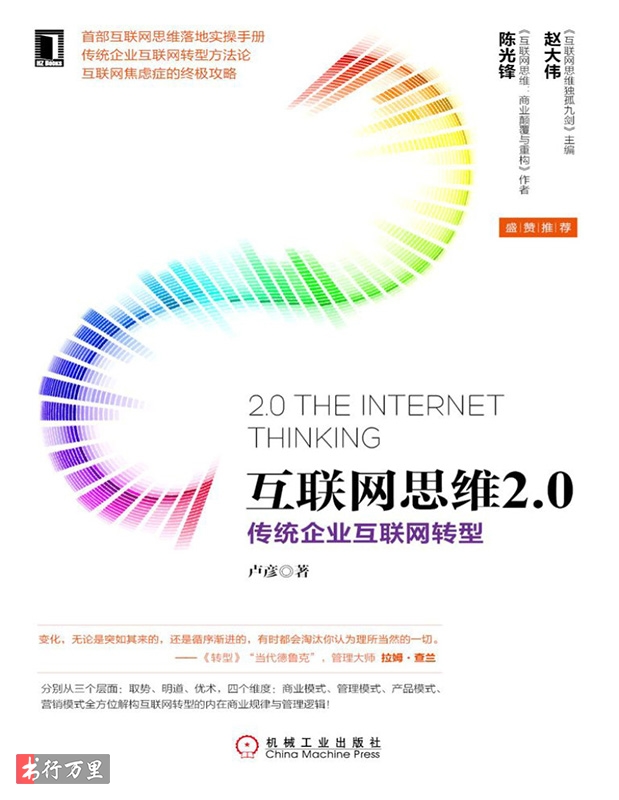 HZ Books
首部互联网思维落地实操手册
传统企业互联网转型方法论
互联网焦虑症的终极攻略
《互联网思维独孤九剑》主编
赵大伟
《互联网思维：商业颠覆与重构》作者
陈光锋
盛|赞|推|荐
2.0 THE INTERNET
THINKING
互联网思维2.0
传统企业互联网转型
卢彦◎著
变化，无论是突如其来的，还是循序渐进的，有时都会淘汰你认为理所当然的一切。
——《转型》“当代德鲁克”，管理大师 拉姆·查兰
分别从三个层面：取势、明道、优术，四个维度：商业模式、管理模式、产品模式、
营销模式全方位解构互联网转型的内在商业规律与管理逻辑！
机械工业出版社
China Machine Press
书行万里